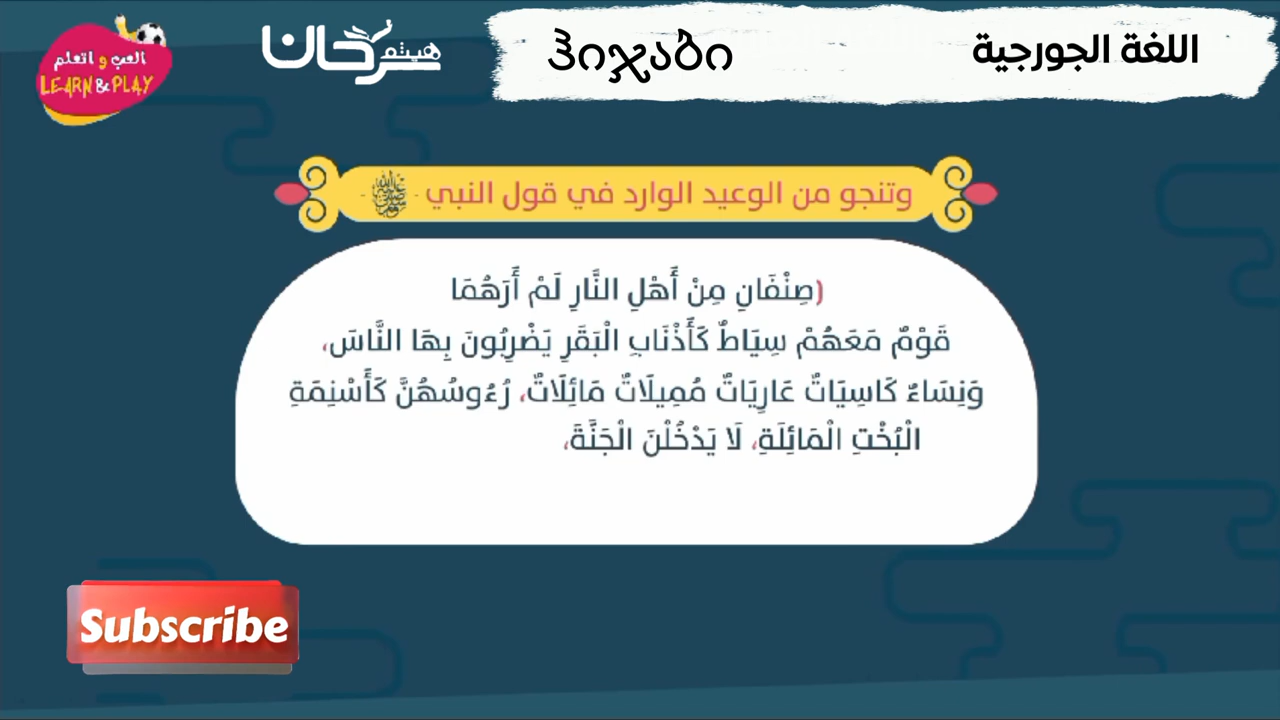 العب و اتعلم
LEARN & PLAY
هيثم سرحان
ჰიჯაბი
اللغة الجورجية
وتنجو من الوعيد الوارد في قول النبي - ﷺ -
(صِنْفَانِ مِنْ أَهْلِ النَّارِ لَمْ أَرَهُمَا
قَوْمٌ مَعَهُمْ سِيَاطٌ كَأَذْنَابِ الْبَقَرِ يَضْرِبُونَ بِهَا النَّاسَ،
وَنِسَاءٌ كَاسِيَاتٌ عَارِيَاتٌ مُمِيلَاتٌ مَائِلَاتٌ، رُءُوسُهُنَّ كَأَسْنِمَةِ
الْبُخْتِ الْمَائِلَةِ، لَا يَدْخُلْنَ الْجَنَّةَ،
Subscribe